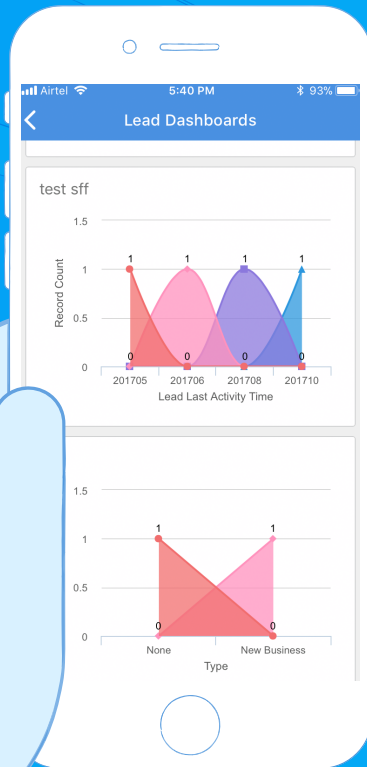 Airtel 5:40 PM 93%
Lead Dashboards
test sff
1.5
1 1 1 1 1
Record Count
0.5
0 0 0 0 0
201705 201706 201708 201710
Lead Last Activity Time
1.5
1 1 1
0.5
0 0 0
None New Business
Type